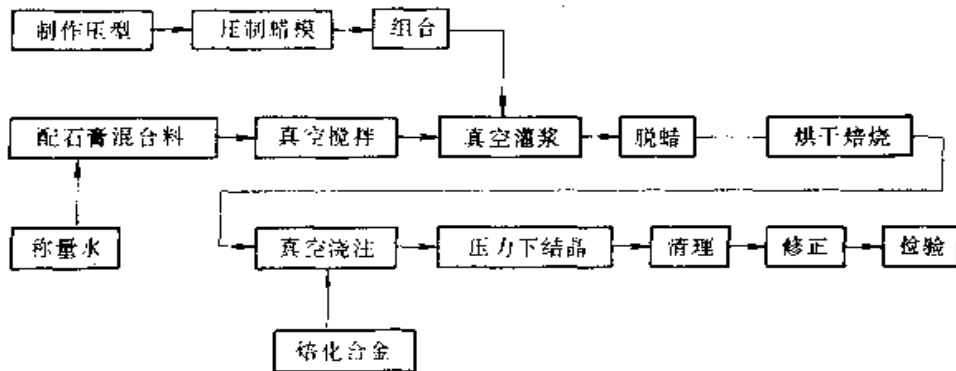 制作压型 压制蜡模 组合
配石膏混合料 真空搅拌 真空灌浆 脱蜡 烘干焙烧
称量水 真空浇注 压力下结晶 清理 修正 检验
熔化合金